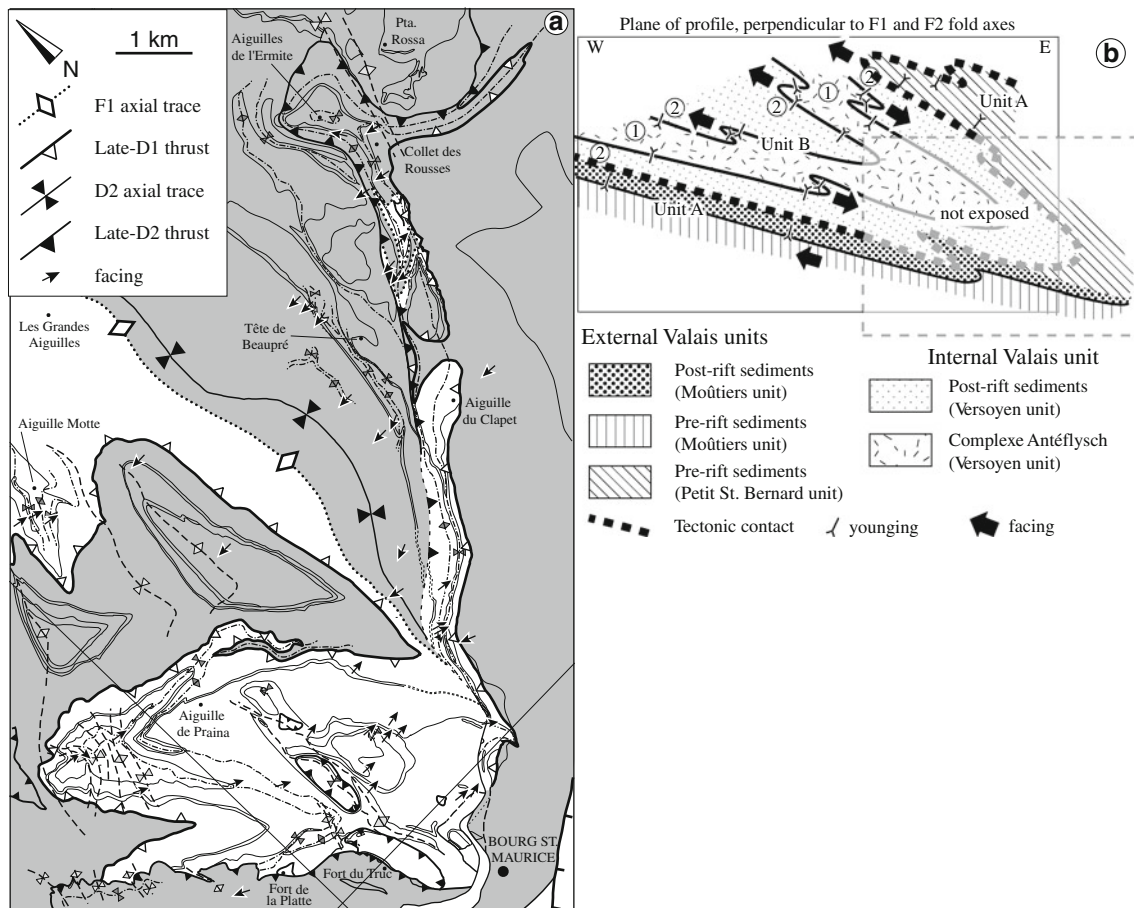 a
1 km
N
F1 axial trace
Late-D1 thrust
D2 axial trace
Late-D2 thrust
facing
Aiguilles
de l'Ermite
Pta.
Rossa
Collet des
Rousses
Les Grandes
Aiguilles
Tête de
Beaupré
Aiguille
du Clapet
Aiguille Motte
Aiguille
de Praina
BOURG ST.
MAURICE
Fort du Truc
Fort de
la Platte
Plane of profile, perpendicular to F1 and F2 fold axes
b
W
E
2
1
2
2
1
2
Unit A
Unit B
Unit A
not exposed
External Valais units
Post-rift sediments
(Moûtiers unit)
Pre-rift sediments
(Moûtiers unit)
Pre-rift sediments
(Petit St. Bernard unit)
Internal Valais unit
Post-rift sediments
(Versoyen unit)
Complexe Antéflysch
(Versoyen unit)
Tectonic contact
younging
facing